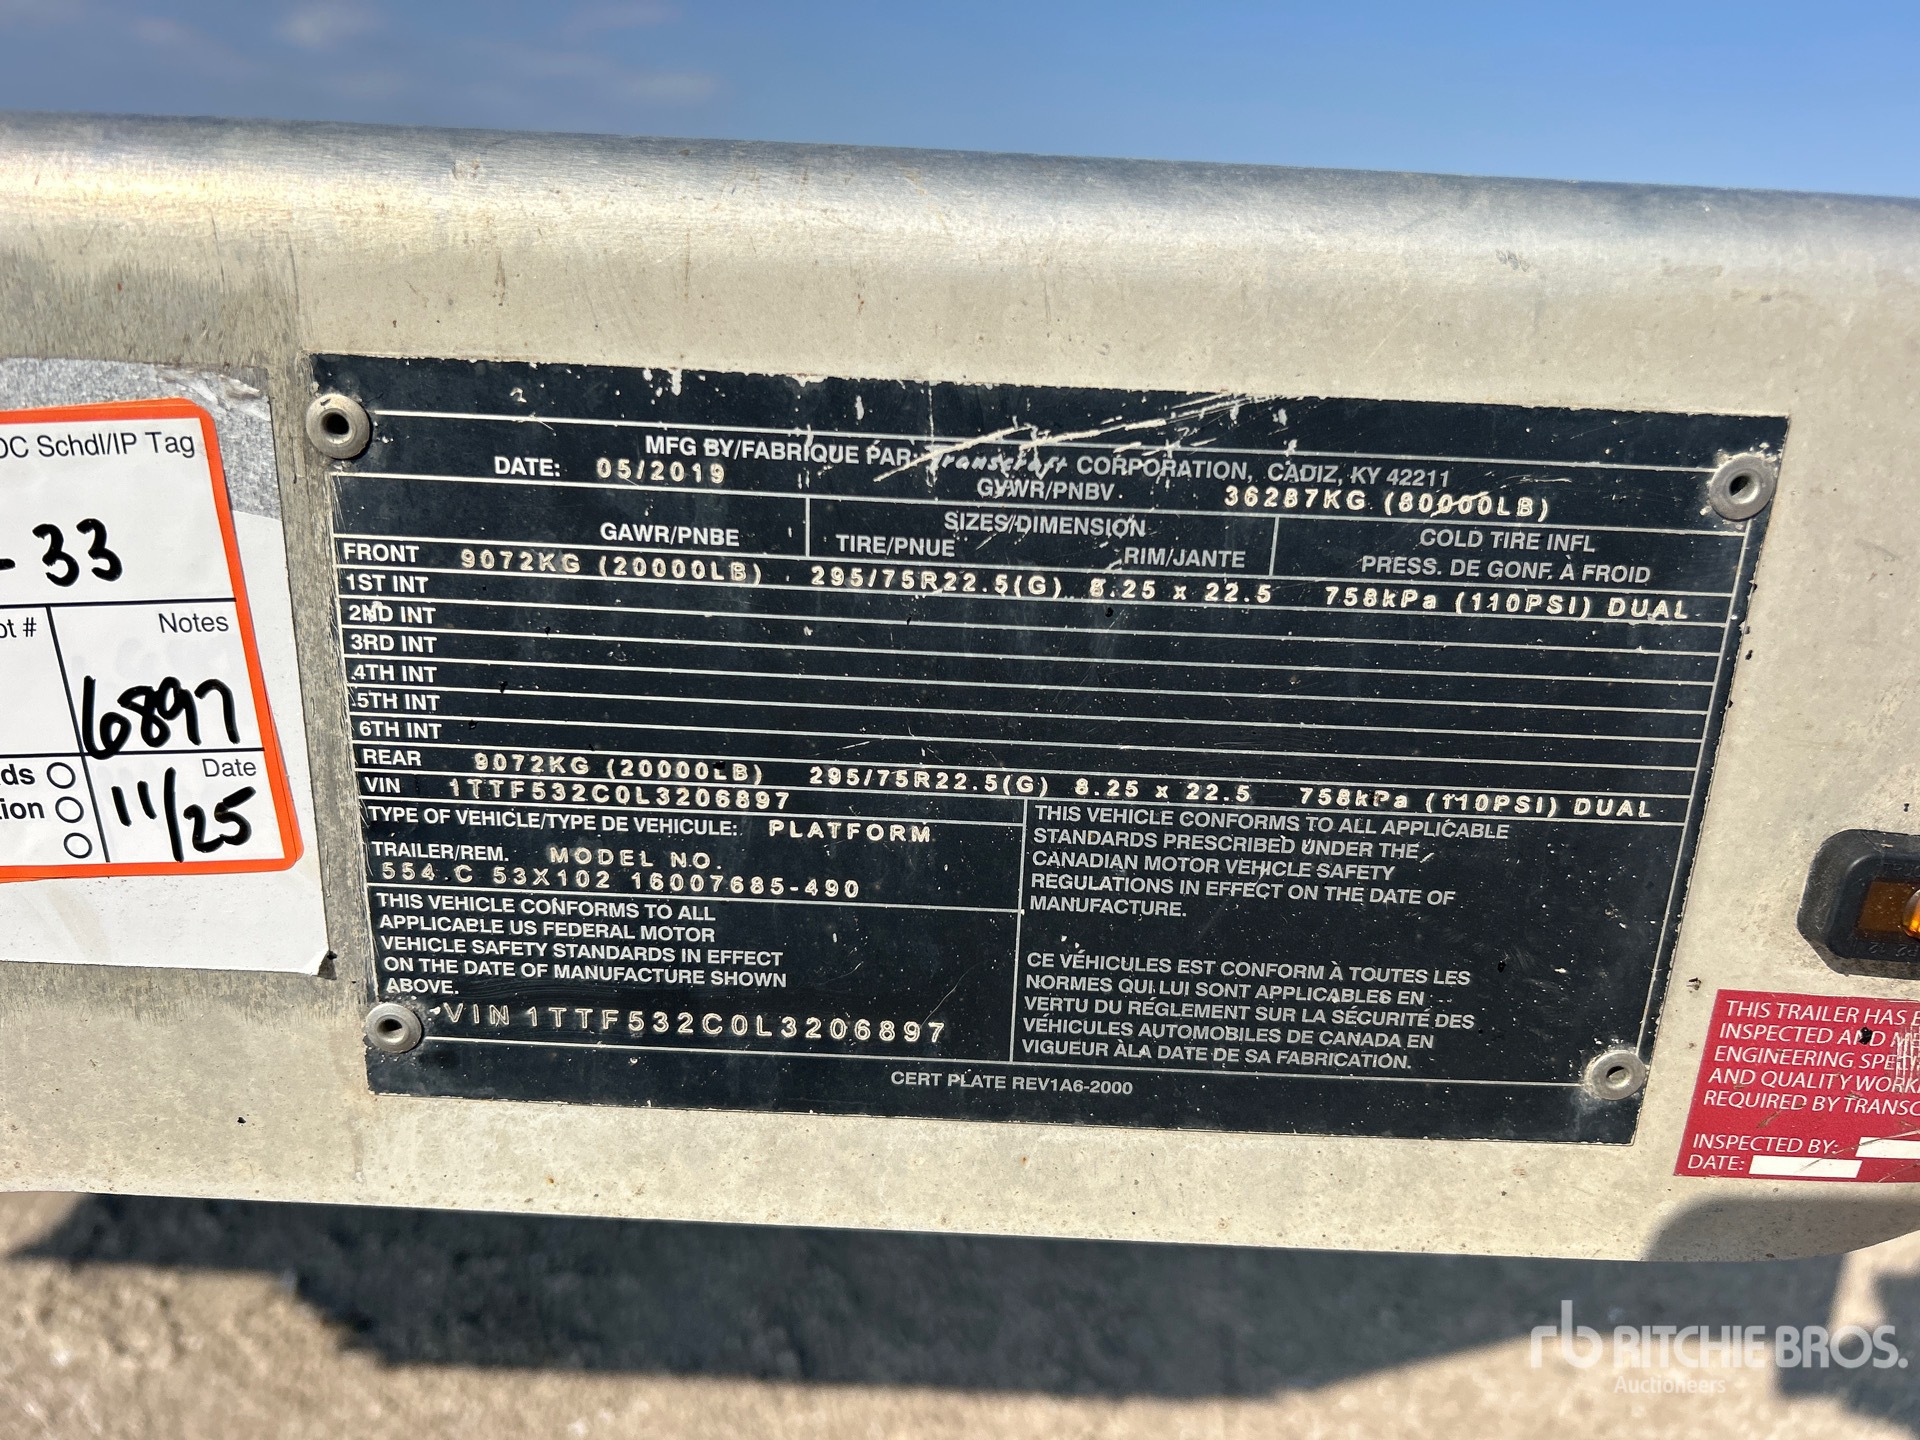 OC Schdl/IP Tag
- 33
ot #
Notes
6897
ds
Date
tion
11/25
MFG BY/FABRIQUE PAR: Transcraft CORPORATION, CADIZ, KY 42211
DATE: 05/2019
GVWR/PNBV 36287KG (80000LB)
GAWR/PNBE
SIZES/DIMENSION
TIRE/PNUE
RIM/JANTE
COLD TIRE INFL
PRESS. DE GONF. À FROID
FRONT 9072KG (20000LB) 295/75R22.5(G) 8.25 x 22.5 758kPa (110PSI) DUAL
1ST INT
2ND INT
3RD INT
4TH INT
5TH INT
6TH INT
REAR 9072KG (20000LB) 295/75R22.5(G) 8.25 x 22.5 758kPa (110PSI) DUAL
VIN 1TTF532C0L3206897
TYPE OF VEHICLE/TYPE DE VEHICULE: PLATFORM
TRAILER/REM. MODEL NO.
554.C 53X102 16007685-490
THIS VEHICLE CONFORMS TO ALL
APPLICABLE US FEDERAL MOTOR
VEHICLE SAFETY STANDARDS IN EFFECT
ON THE DATE OF MANUFACTURE SHOWN
ABOVE.
VIN 1TTF532C0L3206897
THIS VEHICLE CONFORMS TO ALL APPLICABLE
STANDARDS PRESCRIBED UNDER THE
CANADIAN MOTOR VEHICLE SAFETY
REGULATIONS IN EFFECT ON THE DATE OF
MANUFACTURE.
CE VÉHICULES EST CONFORM À TOUTES LES
NORMES QUI LUI SONT APPLICABLES EN
VERTU DU RÉGLEMENT SUR LA SÉCURITÉ DES
VÉHICULES AUTOMOBILES DE CANADA EN
VIGUEUR ÀLA DATE DE SA FABRICATION.
CERT PLATE REV1A6-2000
THIS TRAILER HAS
INSPECTED AND
ENGINEERING
AND QUALITY
REQUIRED BY
INSPECTED BY:
DATE:
rb RITCHIE BROS.
Auctioneers